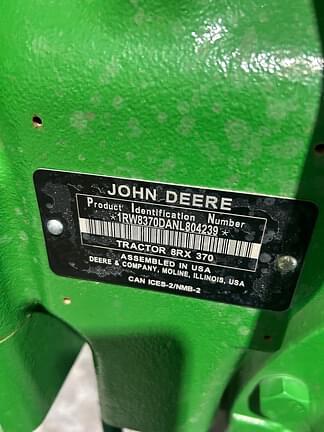 JOHN DEERE
Product Identification Number
*1RW8370DANL804239*
TRACTOR 8RX 370
ASSEMBLED IN USA
DEERE & COMPANY, MOLINE, ILLINOIS, USA
CAN ICES-2/NMB-2